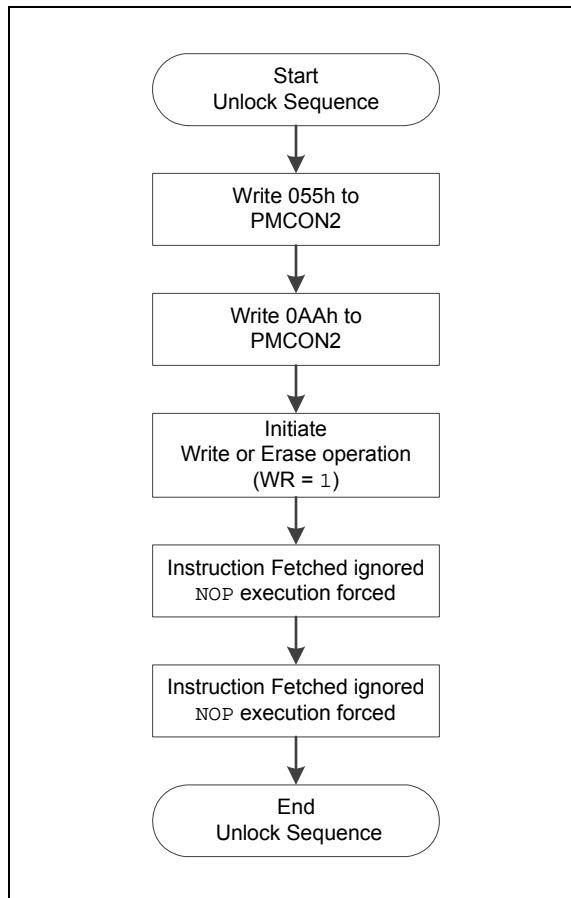 Start
Unlock Sequence
Write 055h to
PMCON2
Write 0AAh to
PMCON2
Initiate
Write or Erase operation
(WR = 1)
Instruction Fetched ignored
NOP execution forced
Instruction Fetched ignored
NOP execution forced
End
Unlock Sequence